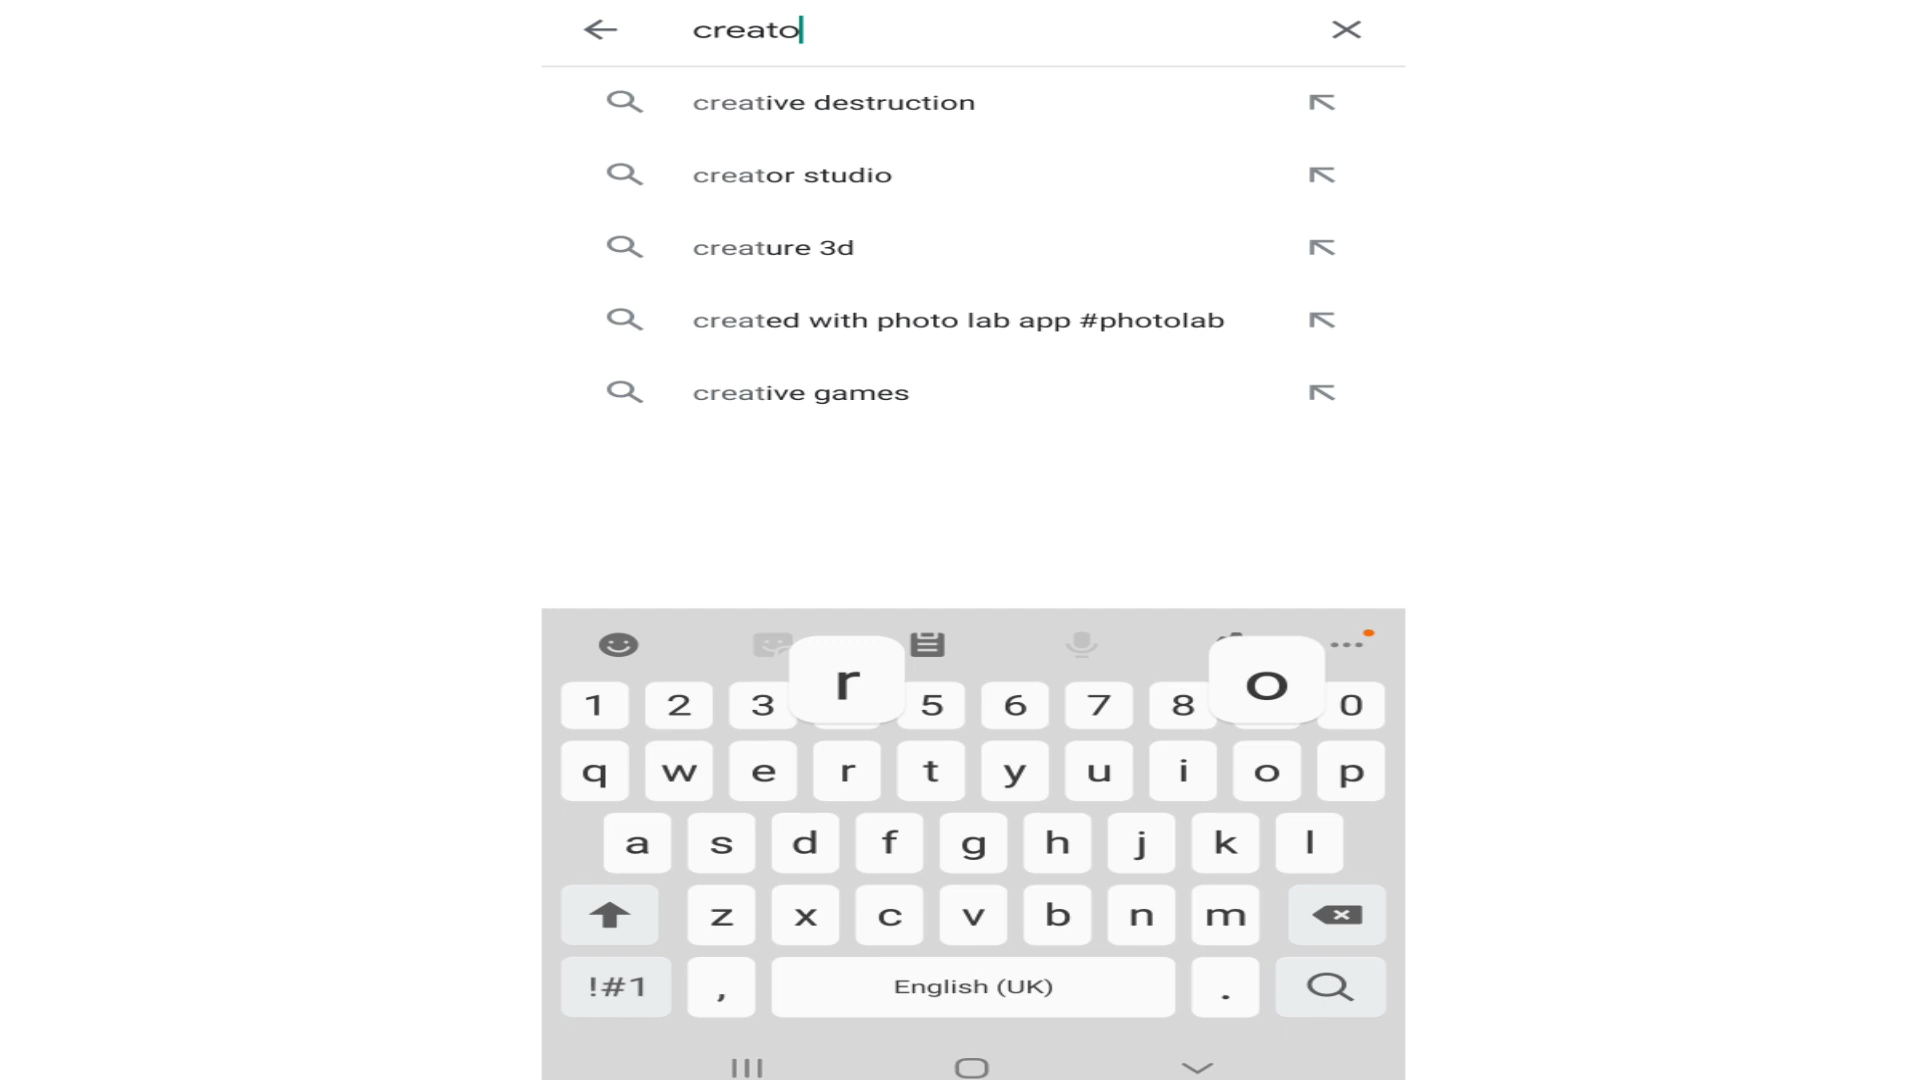 creato
creative destruction
creator studio
creature 3d
created with photo lab app #photolab
creative games
r o
1 2 3 5 6 7 8 0
q w e r t y u i o p
a s d f g h j k l
z x c v b n m
!#1 , English (UK) .